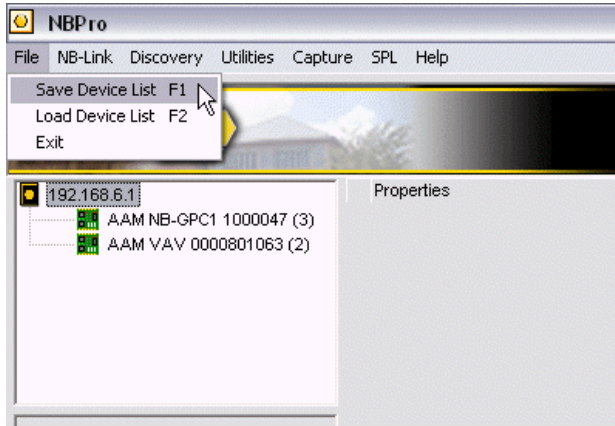 NBPro
File NB-Link Discovery Utilities Capture SPL Help
Save Device List F1
Load Device List F2
Exit
192.168.6.1
AAM NB-GPC1 1000047 (3)
AAM VAV 0000801063 (2)
Properties